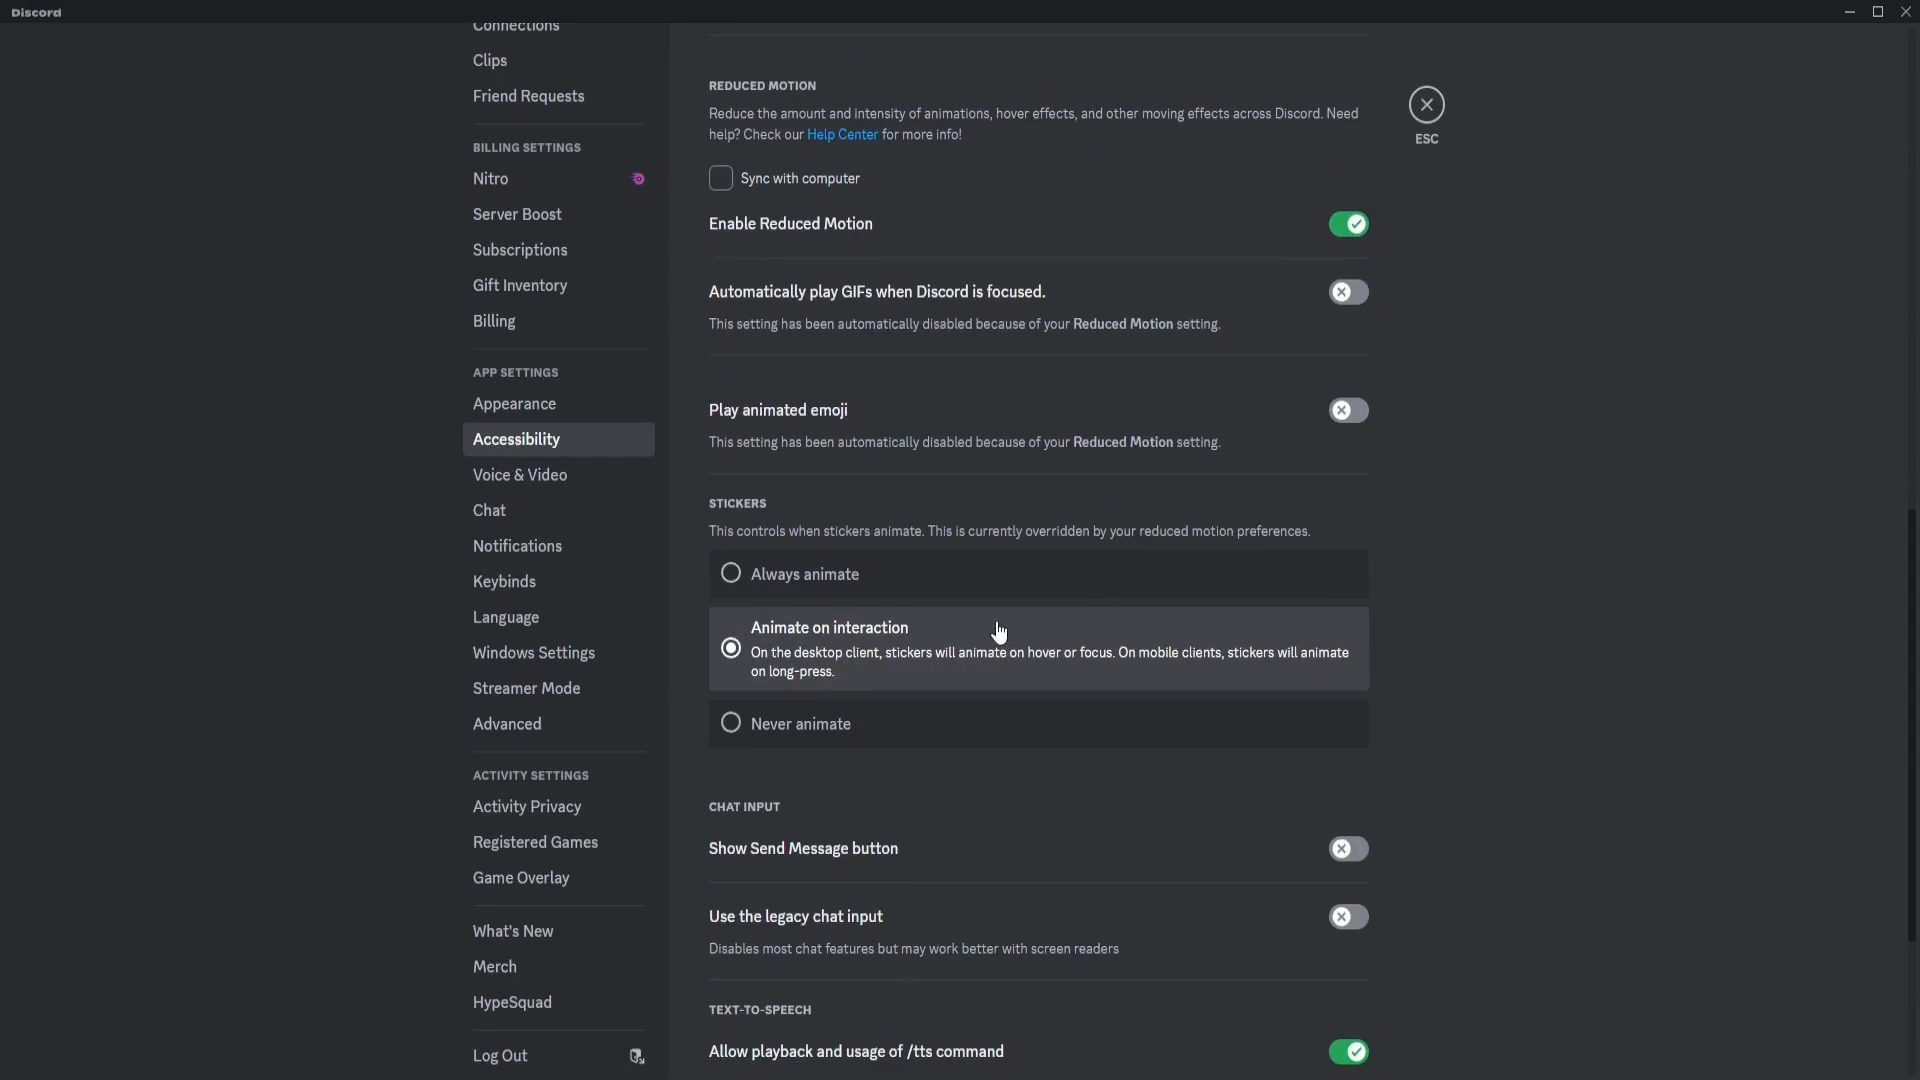 Discord
Connections
Clips
Friend Requests
BILLING SETTINGS
Nitro
Server Boost
Subscriptions
Gift Inventory
Billing
APP SETTINGS
Appearance
Accessibility
Voice & Video
Chat
Notifications
Keybinds
Language
Windows Settings
Streamer Mode
Advanced
ACTIVITY SETTINGS
Activity Privacy
Registered Games
Game Overlay
What's New
Merch
HypeSquad
Log Out
REDUCED MOTION
Reduce the amount and intensity of animations, hover effects, and other moving effects across Discord. Need
help? Check our Help Center for more info!
Sync with computer
Enable Reduced Motion
Automatically play GIFs when Discord is focused.
This setting has been automatically disabled because of your Reduced Motion setting.
Play animated emoji
This setting has been automatically disabled because of your Reduced Motion setting.
STICKERS
This controls when stickers animate. This is currently overridden by your reduced motion preferences.
Always animate
Animate on interaction
On the desktop client, stickers will animate on hover or focus. On mobile clients, stickers will animate
on long-press.
Never animate
CHAT INPUT
Show Send Message button
Use the legacy chat input
Disables most chat features but may work better with screen readers
TEXT-TO-SPEECH
Allow playback and usage of /tts command
ESC